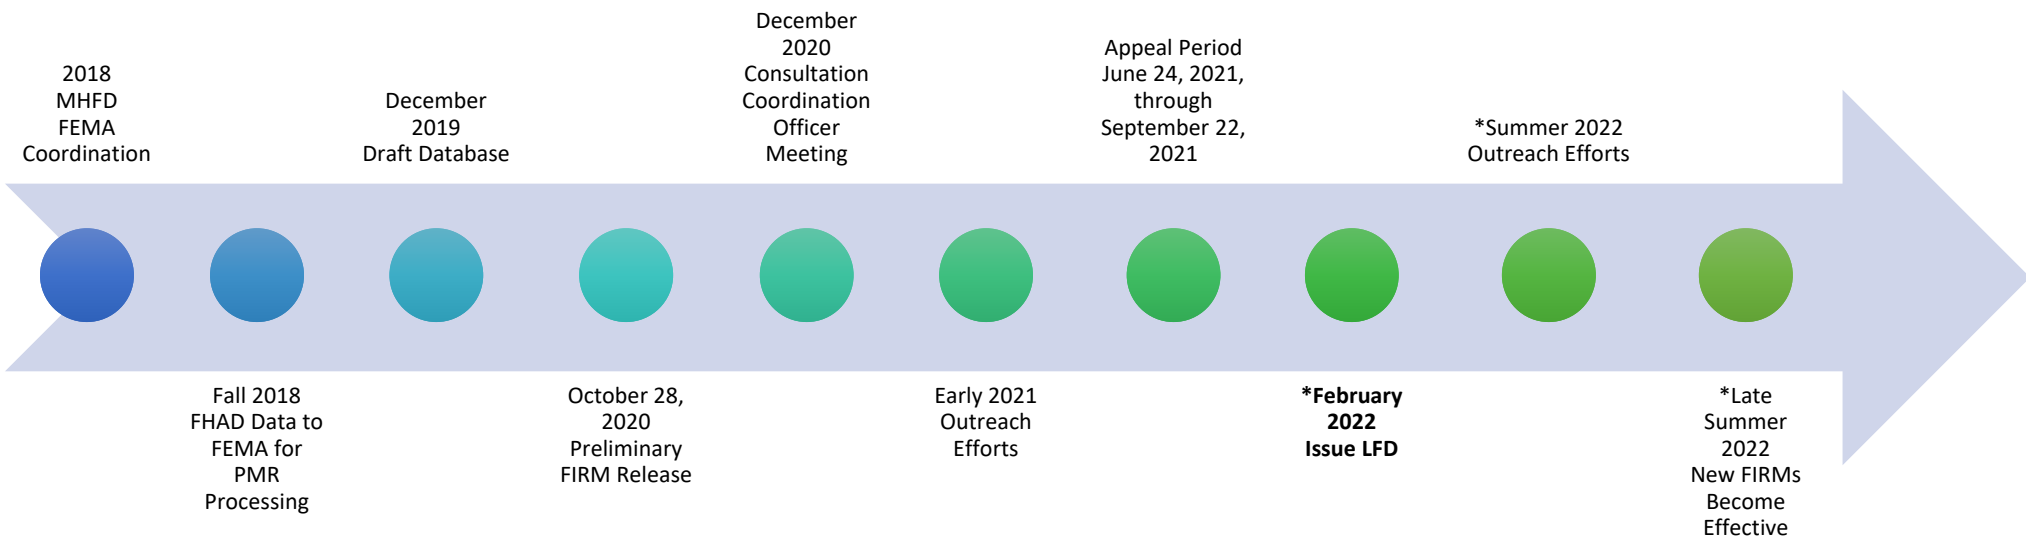 2018
MHFD
FEMA
Coordination
Fall 2018
FHAD Data to
FEMA for
PMR
Processing
December
2019
Draft Database
October 28,
2020
Preliminary
FIRM Release
December
2020
Consultation
Coordination
Officer
Meeting
Early 2021
Outreach
Efforts
Appeal Period
June 24, 2021,
through
September 22,
2021
*February
2022
Issue LFD
*Summer 2022
Outreach Efforts
*Late
Summer
2022
New FIRMs
Become
Effective